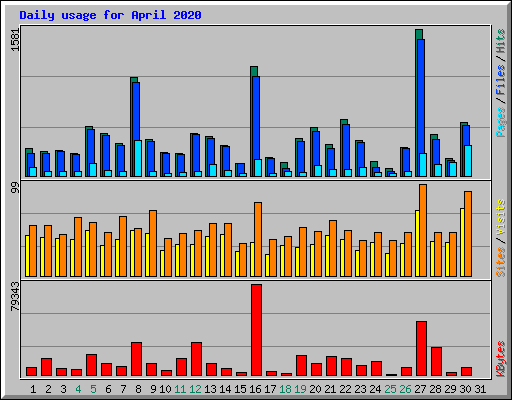 Daily usage for April 2020
1581
Pages / Files / Hits
99
Sites / Visits
79343
KBytes
1 2 3 4 5 6 7 8 9 10 11 12 13 14 15 16 17 18 19 20 21 22 23 24 25 26 27 28 29 30 31